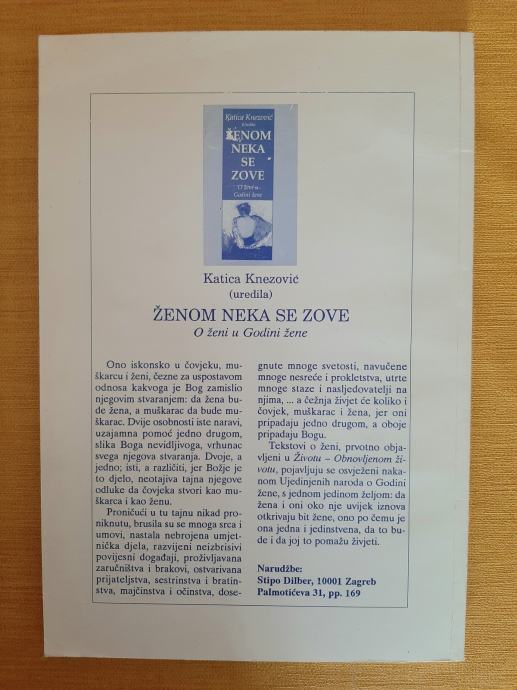 Katica Knezović
ŽENOM
NEKA
SE
ZOVE
O ženi u
Godini žene
Katica Knezović
(uredila)
ŽENOM NEKA SE ZOVE
O ženi u Godini žene
Ono iskonsko u čovjeku, mu-
škarcu i ženi, čezne za uspostavom
odnosa kakvoga je Bog zamislio
njegovim stvaranjem: da žena bu-
de žena, a muškarac da bude mu-
škarac. Dvije osobnosti iste naravi,
uzajamna pomoć jedno drugom,
slika Boga nevidljivoga, vrhunac
svega njegova stvaranja. Dvoje, a
jedno; isti, a različiti, jer Božje je
to djelo, neotajiva tajna njegove
odluke da čovjeka stvori kao mu-
škarca i kao ženu.
Proničući u tu tajnu nikad pro-
niknutu, brusila su se mnoga srca i
umovi, nastala nebrojena umjet-
nička djela, razvijeni neizbrisivi
povijesni događaji, proživljavana
zaručništva i brakovi, ostvarivana
prijateljstva, sestrinstva i bratin-
stva, majčinstva i očinstva, dose-
gnute mnoge svetosti, navučene
mnoge nesreće i prokletstva, utrte
mnoge staze i nasljedovatelji na
njima, ... a čežnja živjet će koliko i
čovjek, muškarac i žena, jer oni
pripadaju jedno drugom, a oboje
pripadaju Bogu.
Tekstovi o ženi, prvotno obja-
vljeni u Životu – Obnovljenom ži-
votu, pojavljuju se osvježeni naka-
nom Ujedinjenih naroda o Godini
žene, s jednom jedinom željom: da
žena i oni oko nje uvijek iznova
otkrivaju bit žene, ono po čemu je
ona jedna i jedinstvena, da to bu-
de i da joj to pomažu živjeti.
Narudžbe:
Stipo Dilber, 10001 Zagreb
Palmotićeva 31, pp. 169